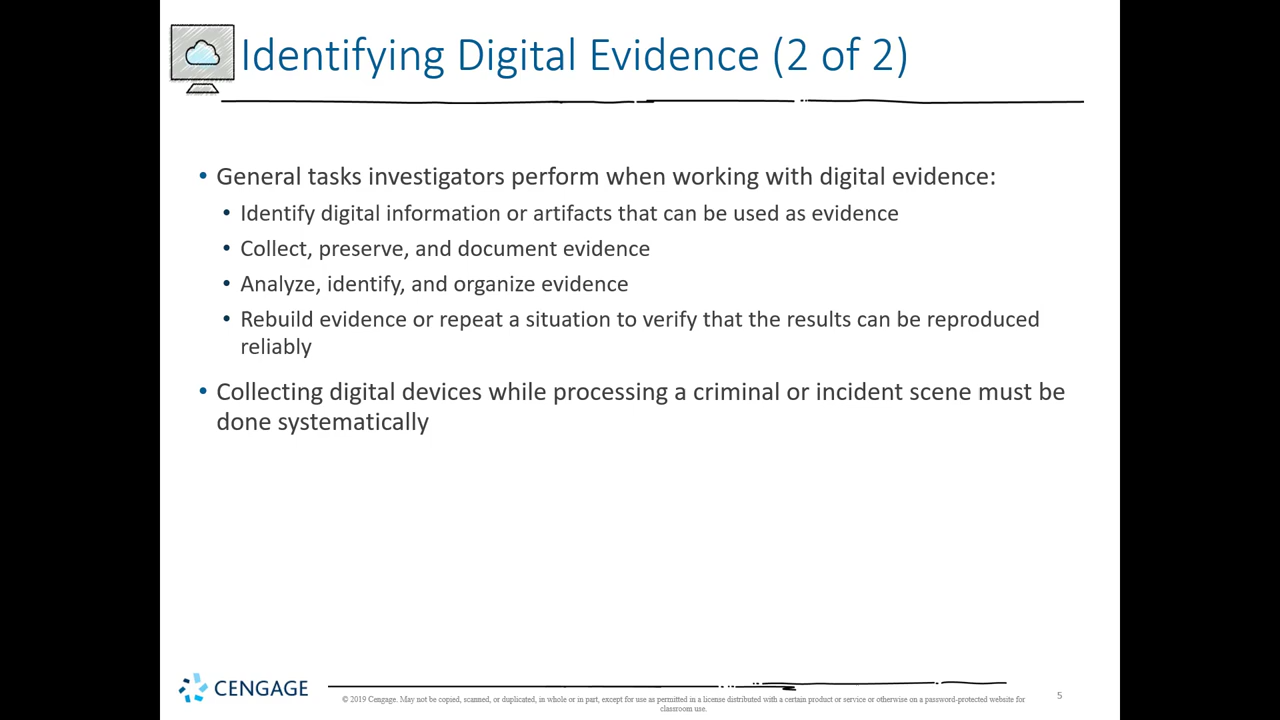 Identifying Digital Evidence (2 of 2)
• General tasks investigators perform when working with digital evidence:
• Identify digital information or artifacts that can be used as evidence
• Collect, preserve, and document evidence
• Analyze, identify, and organize evidence
• Rebuild evidence or repeat a situation to verify that the results can be reproduced
reliably
• Collecting digital devices while processing a criminal or incident scene must be
done systematically
CENGAGE
© 2019 Cengage. May not be copied, scanned, or duplicated, in whole or in part, except for use as permitted in a license distributed with a certain product or service or otherwise on a password-protected website for
classroom use.
5